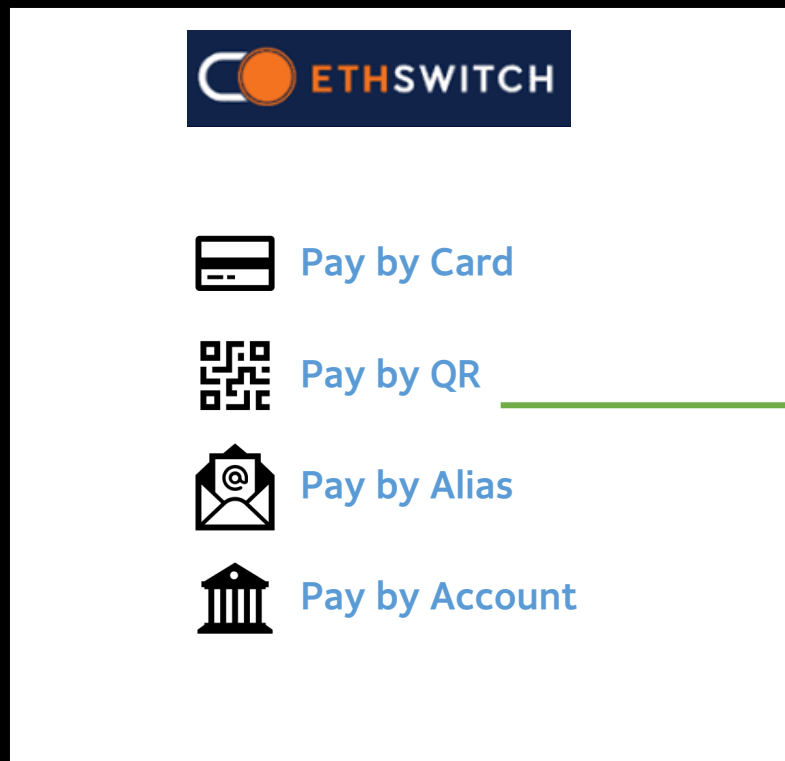 ETHSWITCH
Pay by Card
Pay by QR
@
Pay by Alias
Pay by Account